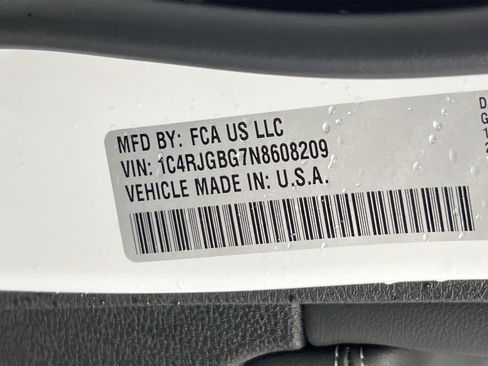 MFD BY: FCA US LLC
VIN: 1C4RJGBG7N8608209
VEHICLE MADE IN: U.S.A.